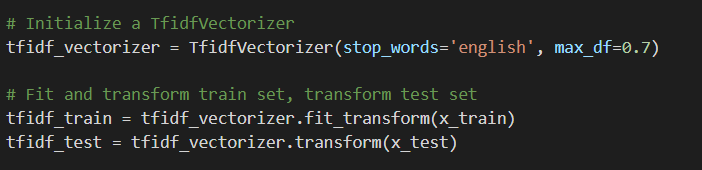 # Initialize a TfidfVectorizer
tfidf_vectorizer = TfidfVectorizer(stop_words='english', max_df=0.7)
# Fit and transform train set, transform test set
tfidf_train = tfidf_vectorizer.fit_transform(x_train)
tfidf_test = tfidf_vectorizer.transform(x_test)